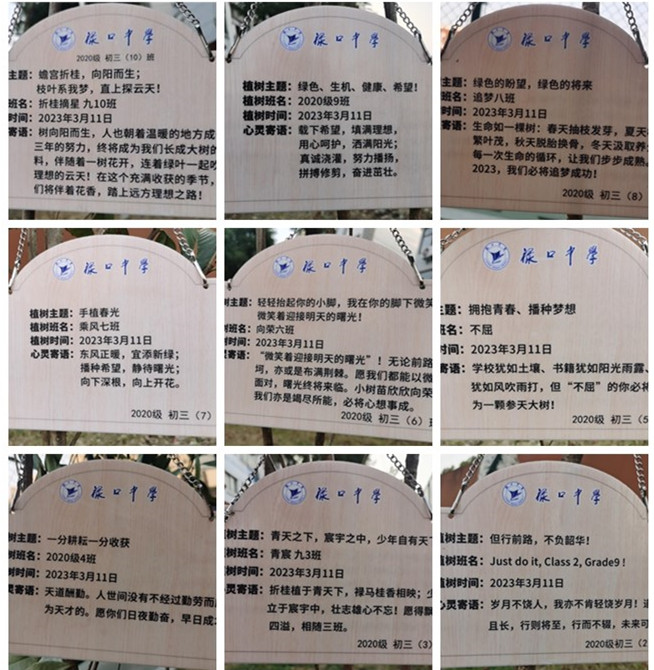 渌口中学
2020级 初三（10）班
主题：蟾宫折桂，向阳而生；
枝叶系我梦，直上探云天！
班名：折桂摘星 九10班
时间：2023年3月11日
寄语：树向阳而生，人也朝着温暖的地方成
三年的努力，终将成为我们长成大树的
料，伴随着一树花开，连着绿叶一起
理想的云天！在这个充满收获的季节，
们将伴着花香，踏上远方理想之路！
渌口中学
植树主题：绿色、生机、健康、希望！
植树班名：2020级9班
植树时间：2023年3月11日
心灵寄语：栽下希望，填满理想，
用心呵护，洒满阳光；
真诚浇灌，努力播扬，
拼搏修剪，奋进茁壮。
渌口中学
主题：绿色的盼望，绿色的将来
班名：追梦八班
时间：2023年3月11日
寄语：生命如一棵树：春天抽枝发芽，夏天
繁叶茂，秋天脱胎换骨，冬天汲取养
每一次生命的循环，让我们步步成熟。
2023，我们必将追梦成功！
2020级 初三（8）
渌口中学
植树主题：手植春光
植树班名：乘风七班
植树时间：2023年3月11日
心灵寄语：东风正暖，宜添新绿；
播种希望，静待曙光；
向下深根，向上开花。
2020级 初三（7）
渌口中学
树主题：轻轻抬起你的小脚，我在你的脚下微笑
微笑着迎接明天的曙光！
树班名：向荣六班
树时间：2023年3月11日
寄语：“微笑着迎接明天的曙光”！无论前路
坷，亦或是布满荆棘。愿我们都能以微
面对，曙光终将来临。小树苗欣欣向荣
我们亦是竭尽所能，必将心想事成。
2020级 初三（6）班
渌口中学
主题：拥抱青春、播种梦想
班名：不屈
时间：2023年3月11日
寄语：学校犹如土壤、书籍犹如阳光雨露、
犹如风吹雨打，但“不屈”的你必将
为一颗参天大树！
2020级 初三（5
渌口中学
树主题：一分耕耘一分收获
树班名：2020级4班
树时间：2023年3月11日
灵寄语：天道酬勤。人世间没有不经过勤劳而
为天才的。愿你们日夜勤奋，早日成
渌口中学
树主题：青天之下，宸宇之中，少年自有天
树班名：青宸 九3班
树时间：2023年3月11日
灵寄语：折桂植于青天下，禄马桂香相映；少
立于宸宇中，壮志雄心不忘！愿得飘
四溢，相随三班。
2020级 初三（3）
渌口中学
树主题：但行前路，不负韶华！
植树班名：Just do it, Class 2, Grade9！
植树时间：2023年3月11日
心灵寄语：岁月不饶人，我亦不肯轻饶岁月！道
且长，行则将至，行而不辍，未来可
2020级 初三（2